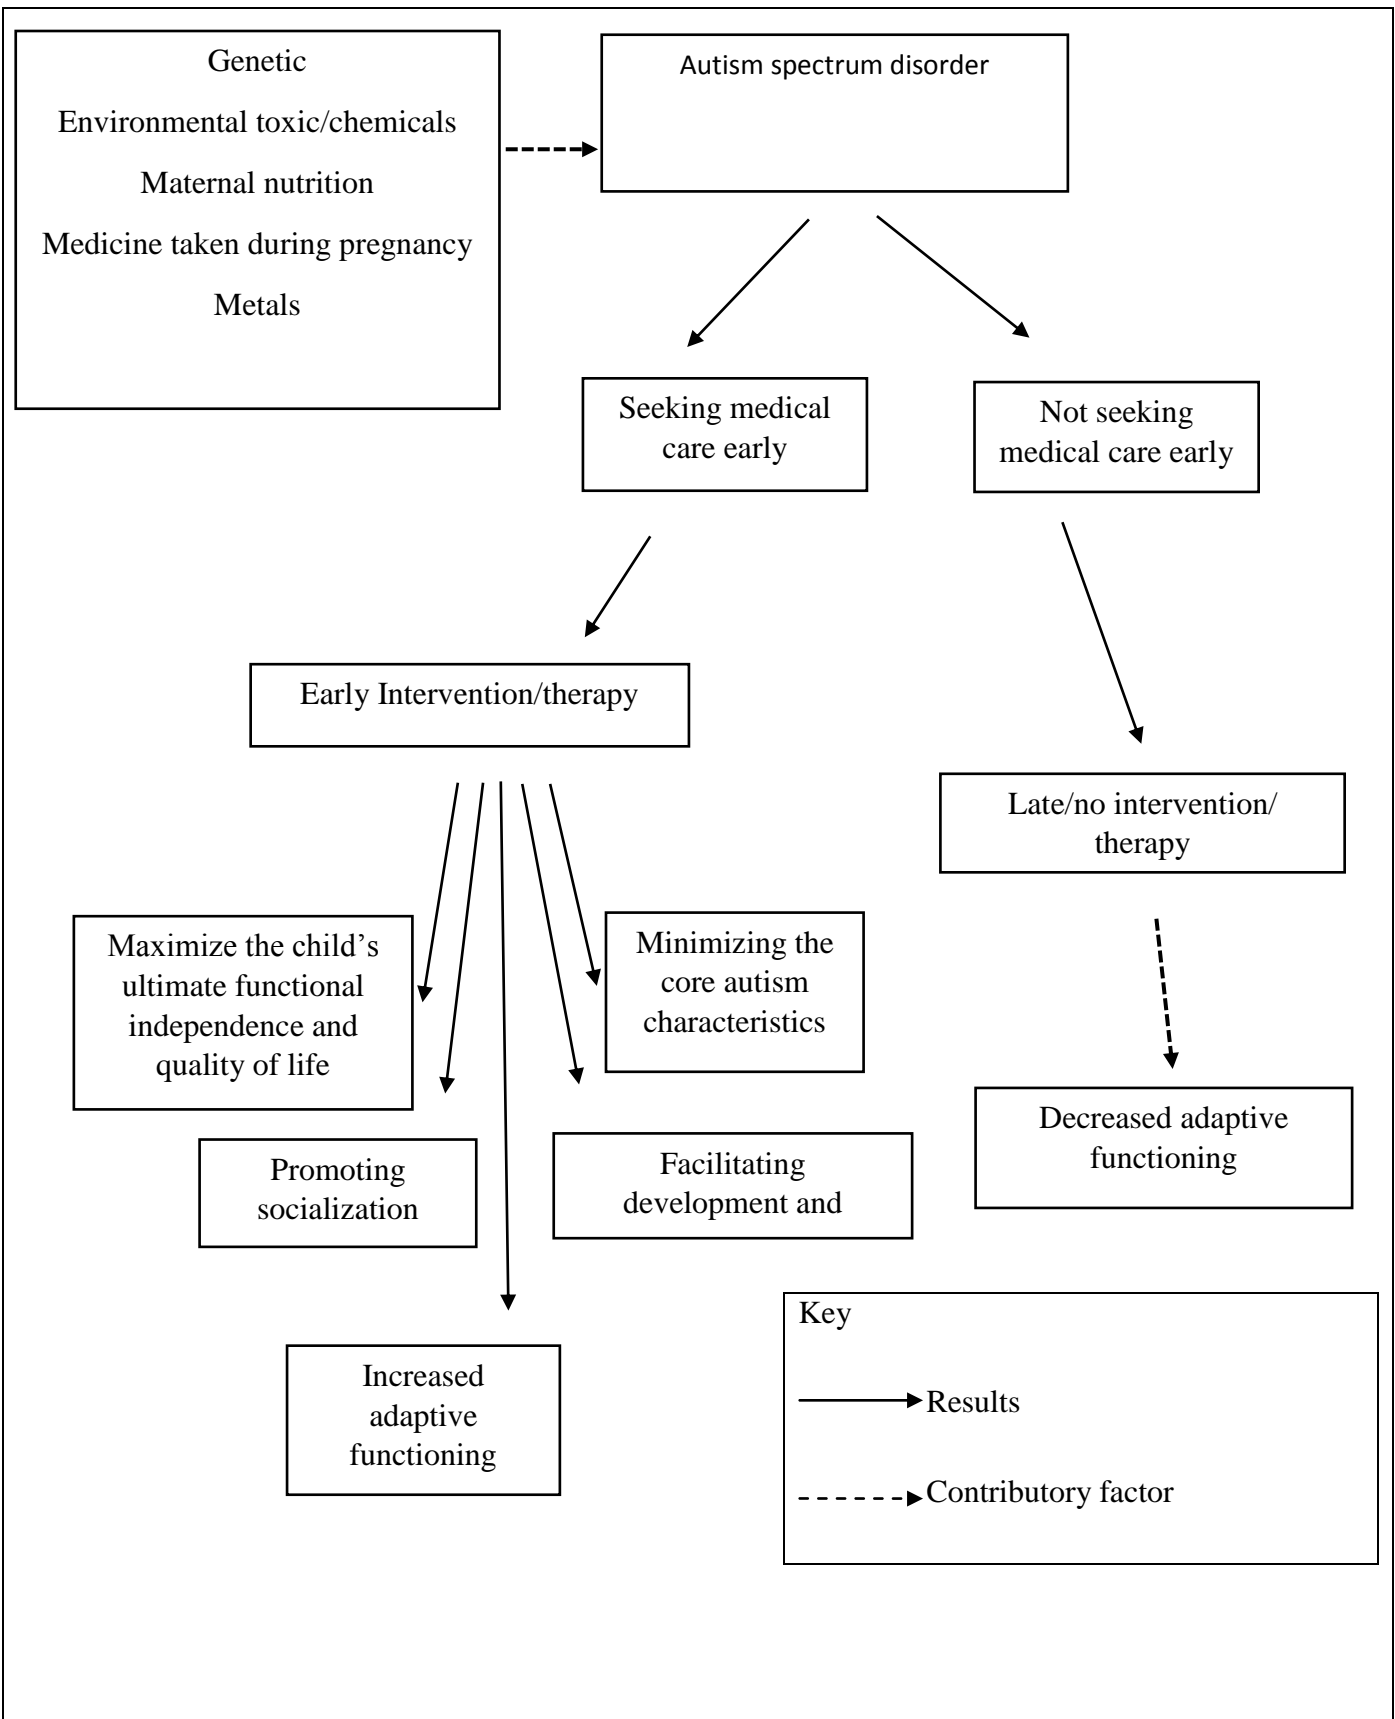 Genetic
Environmental toxic/chemicals
Maternal nutrition
Medicine taken during pregnancy
Metals
Autism spectrum disorder
Seeking medical
care early
Not seeking
medical care early
Early Intervention/therapy
Late/no intervention/
therapy
Maximize the child’s
ultimate functional
independence and
quality of life
Minimizing the
core autism
characteristics
Promoting
socialization
Facilitating
development and
Decreased adaptive
functioning
Increased
adaptive
functioning
Key
Results
Contributory factor